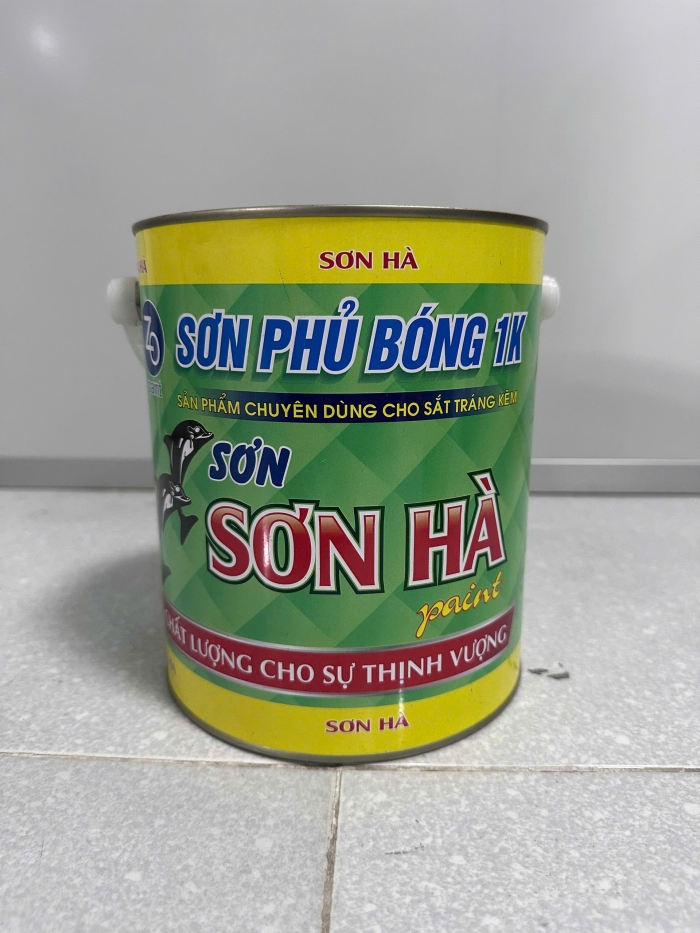 SƠN HÀ
SƠN PHỦ BÓNG 1K
SẢN PHẨM CHUYÊN DÙNG CHO SẮT TRÁNG KẼM
SƠN
SƠN HÀ
paint
CHẤT LƯỢNG CHO SỰ THỊNH VƯỢNG
SƠN HÀ